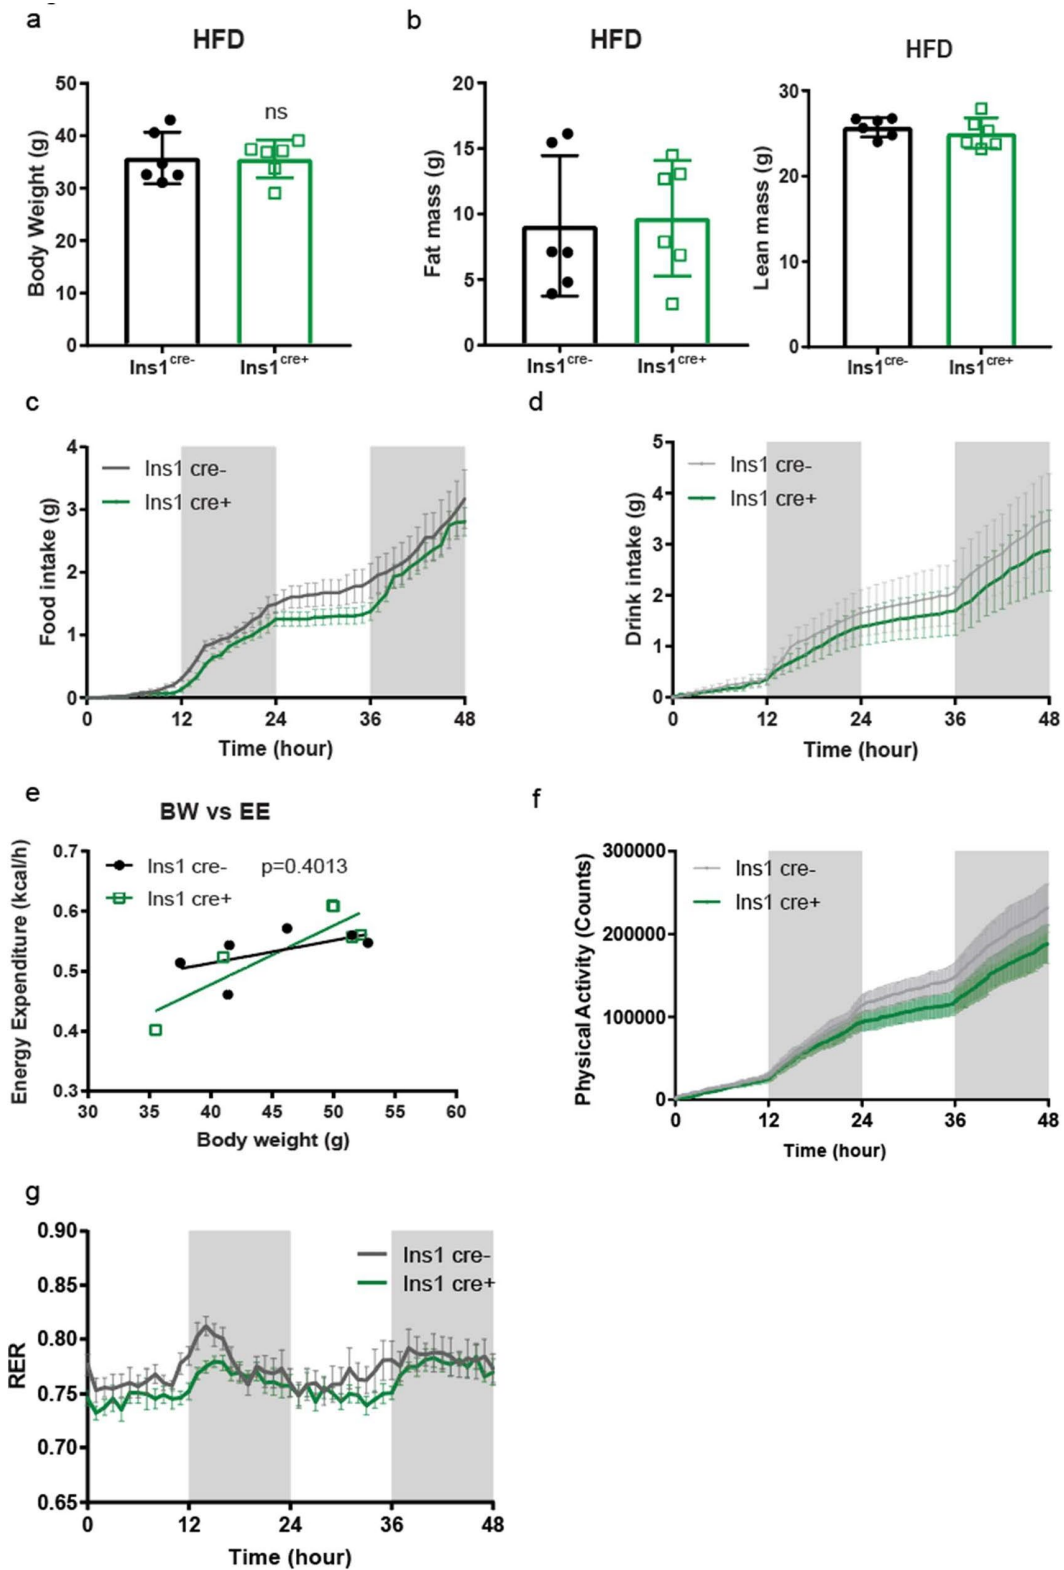 a
HFD
Body Weight (g)
50
40
30
20
10
0
ns
Ins1cre-
Ins1cre+
b
HFD
Fat mass (g)
20
15
10
5
0
Ins1cre-
Ins1cre+
HFD
Lean mass (g)
30
20
10
0
Ins1cre-
Ins1cre+
c
Food intake (g)
4
3
2
1
0
Ins1 cre-
Ins1 cre+
0 12 24 36 48
Time (hour)
d
Drink intake (g)
5
4
3
2
1
0
Ins1 cre-
Ins1 cre+
0 12 24 36 48
Time (hour)
e
BW vs EE
Energy Expenditure (kcal/h)
0.7
0.6
0.5
0.4
0.3
Ins1 cre- p=0.4013
Ins1 cre+
30 35 40 45 50 55 60
Body weight (g)
f
Physical Activity (Counts)
300000
200000
100000
0
Ins1 cre-
Ins1 cre+
0 12 24 36 48
Time (hour)
g
RER
0.90
0.85
0.80
0.75
0.70
0.65
Ins1 cre-
Ins1 cre+
0 12 24 36 48
Time (hour)